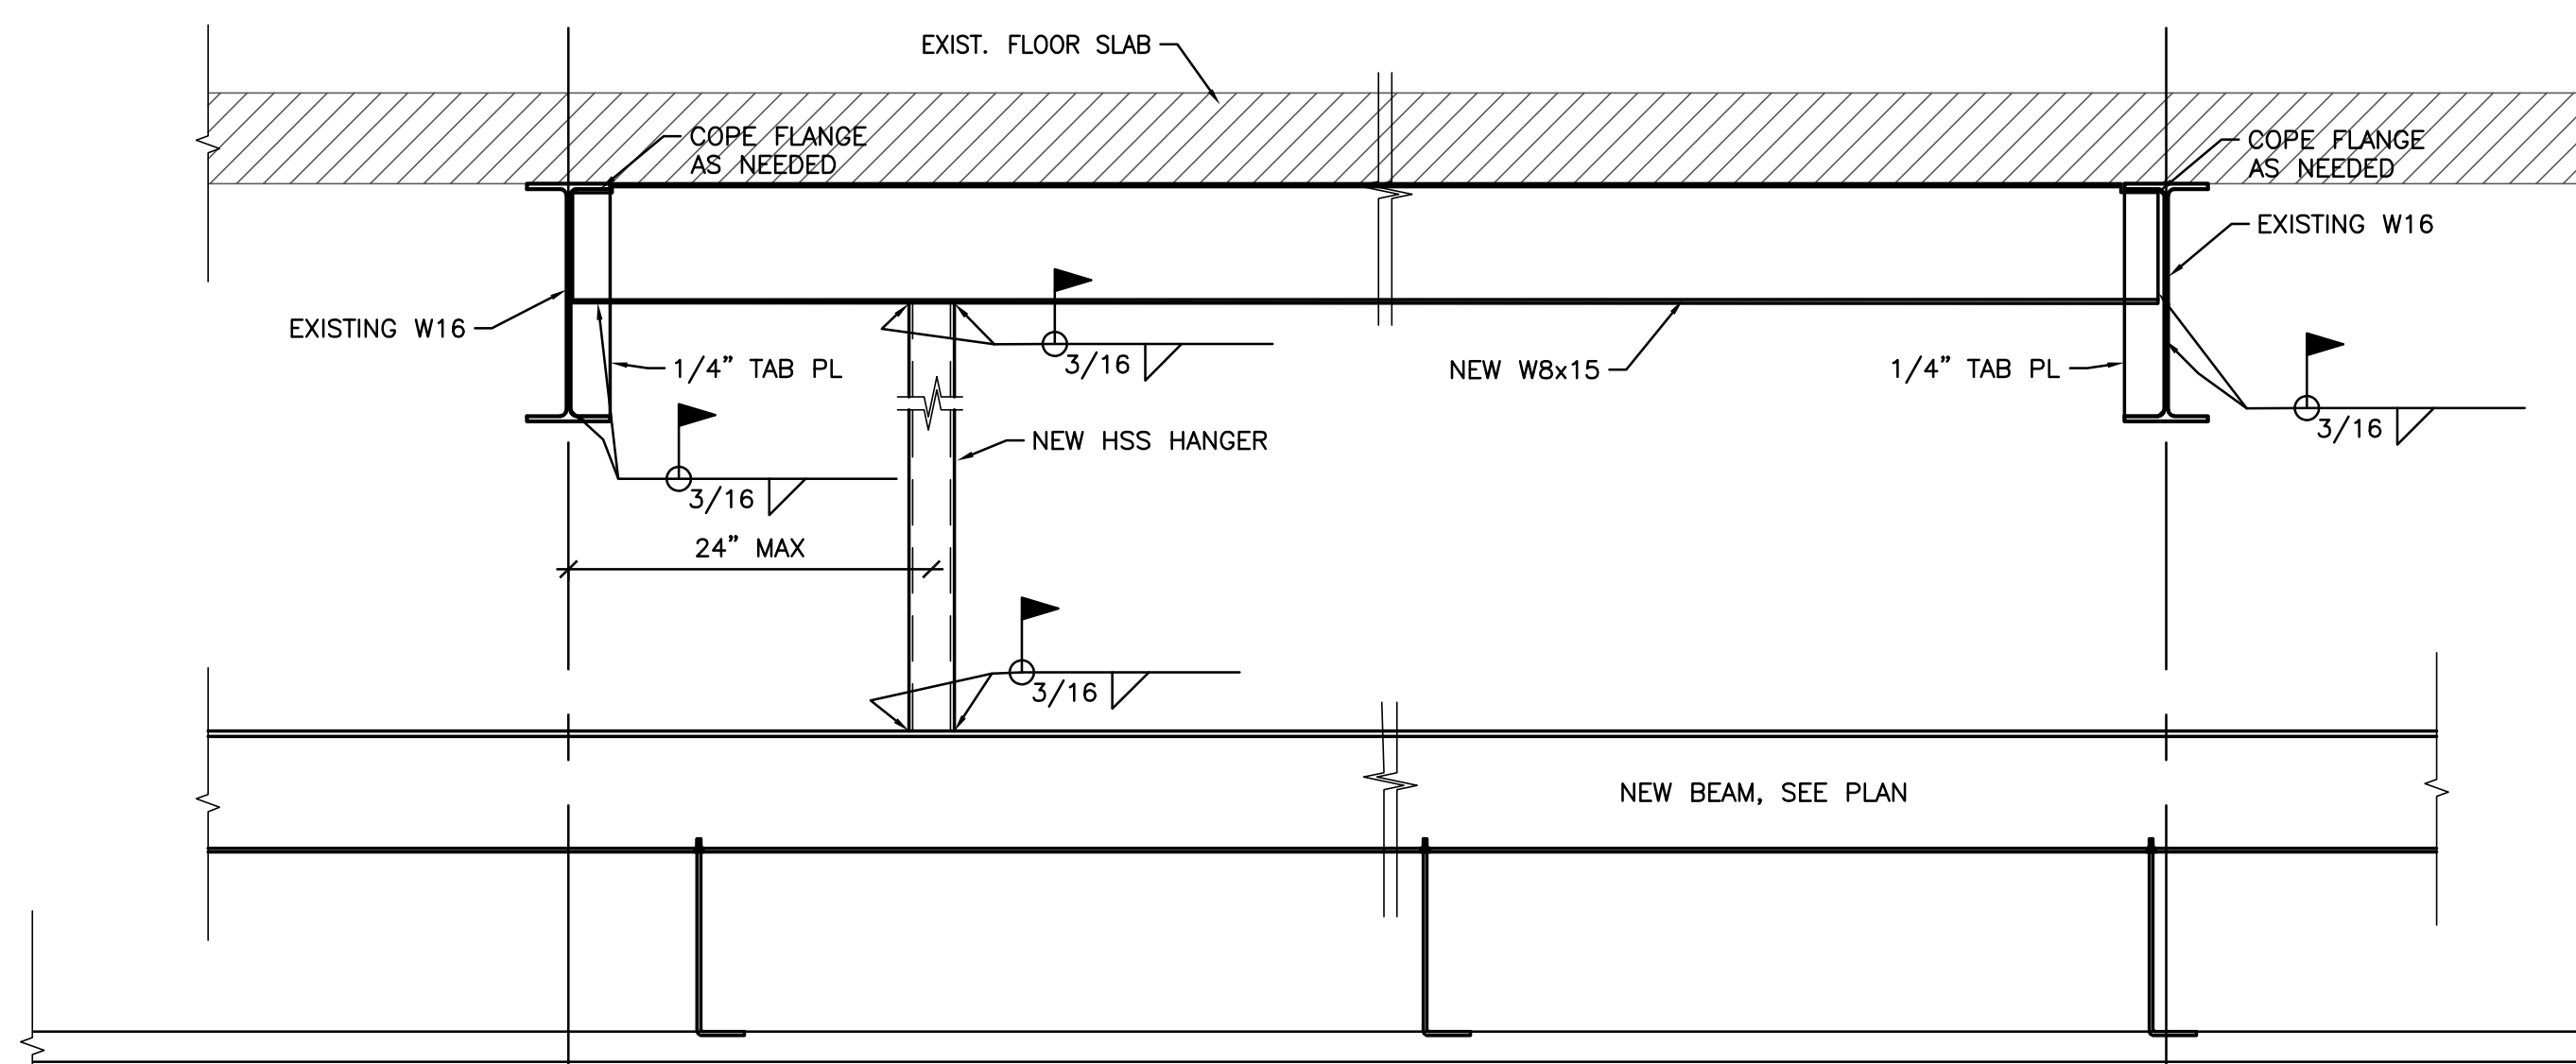 EXIST. FLOOR SLAB
COPE FLANGE
AS NEEDED
COPE FLANGE
AS NEEDED
EXISTING W16
EXISTING W16
1/4" TAB PL
3/16
NEW W8x15
1/4" TAB PL
3/16
NEW HSS HANGER
3/16
24" MAX
3/16
NEW BEAM, SEE PLAN